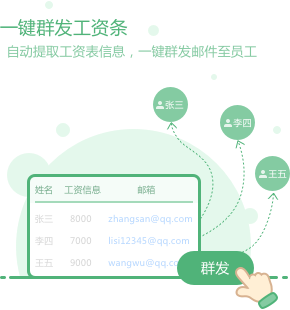 一键群发工资条
自动提取工资表信息，一键群发邮件至员工
张三
李四
王五
姓名 工资信息 邮箱
张三 8000 zhangsan@qq.com
李四 7000 lisi12345@qq.com
王五 9000 wangwu@qq.co
群发